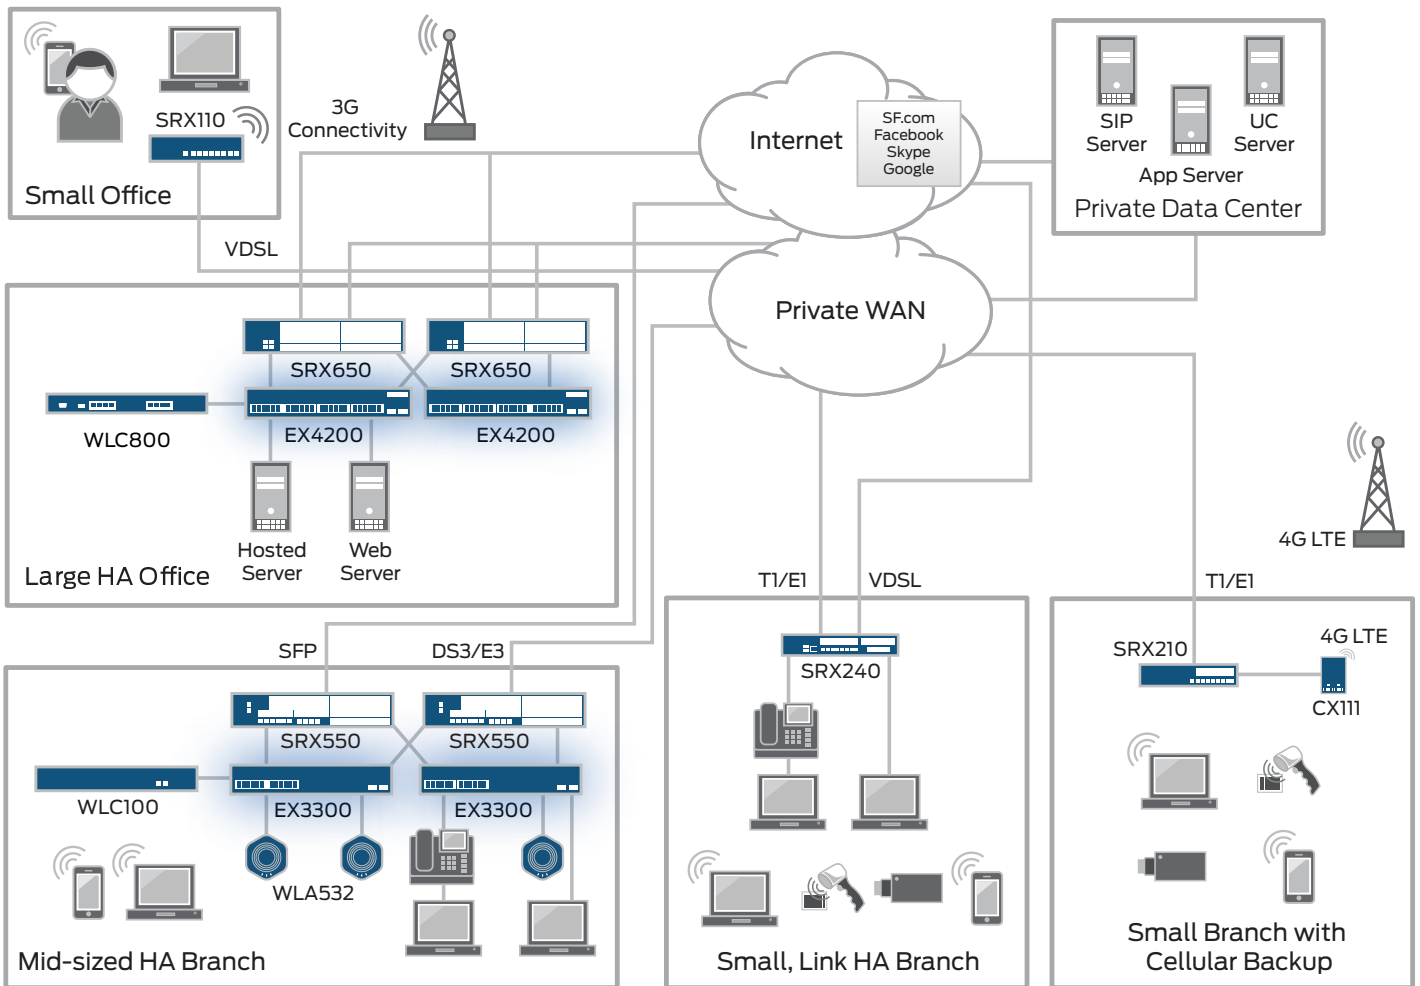 SRX110
Small Office
3G
Connectivity
VDSL
Internet
SF.com
Facebook
Skype
Google
Private WAN
SIP
Server
App Server
UC
Server
Private Data Center
SRX650
SRX650
WLC800
EX4200
EX4200
Hosted
Server
Web
Server
Large HA Office
SFP
DS3/E3
SRX550
SRX550
WLC100
EX3300
EX3300
WLA532
Mid-sized HA Branch
T1/E1
VDSL
SRX240
Small, Link HA Branch
4G LTE
T1/E1
SRX210
4G LTE
CX111
Small Branch with
Cellular Backup